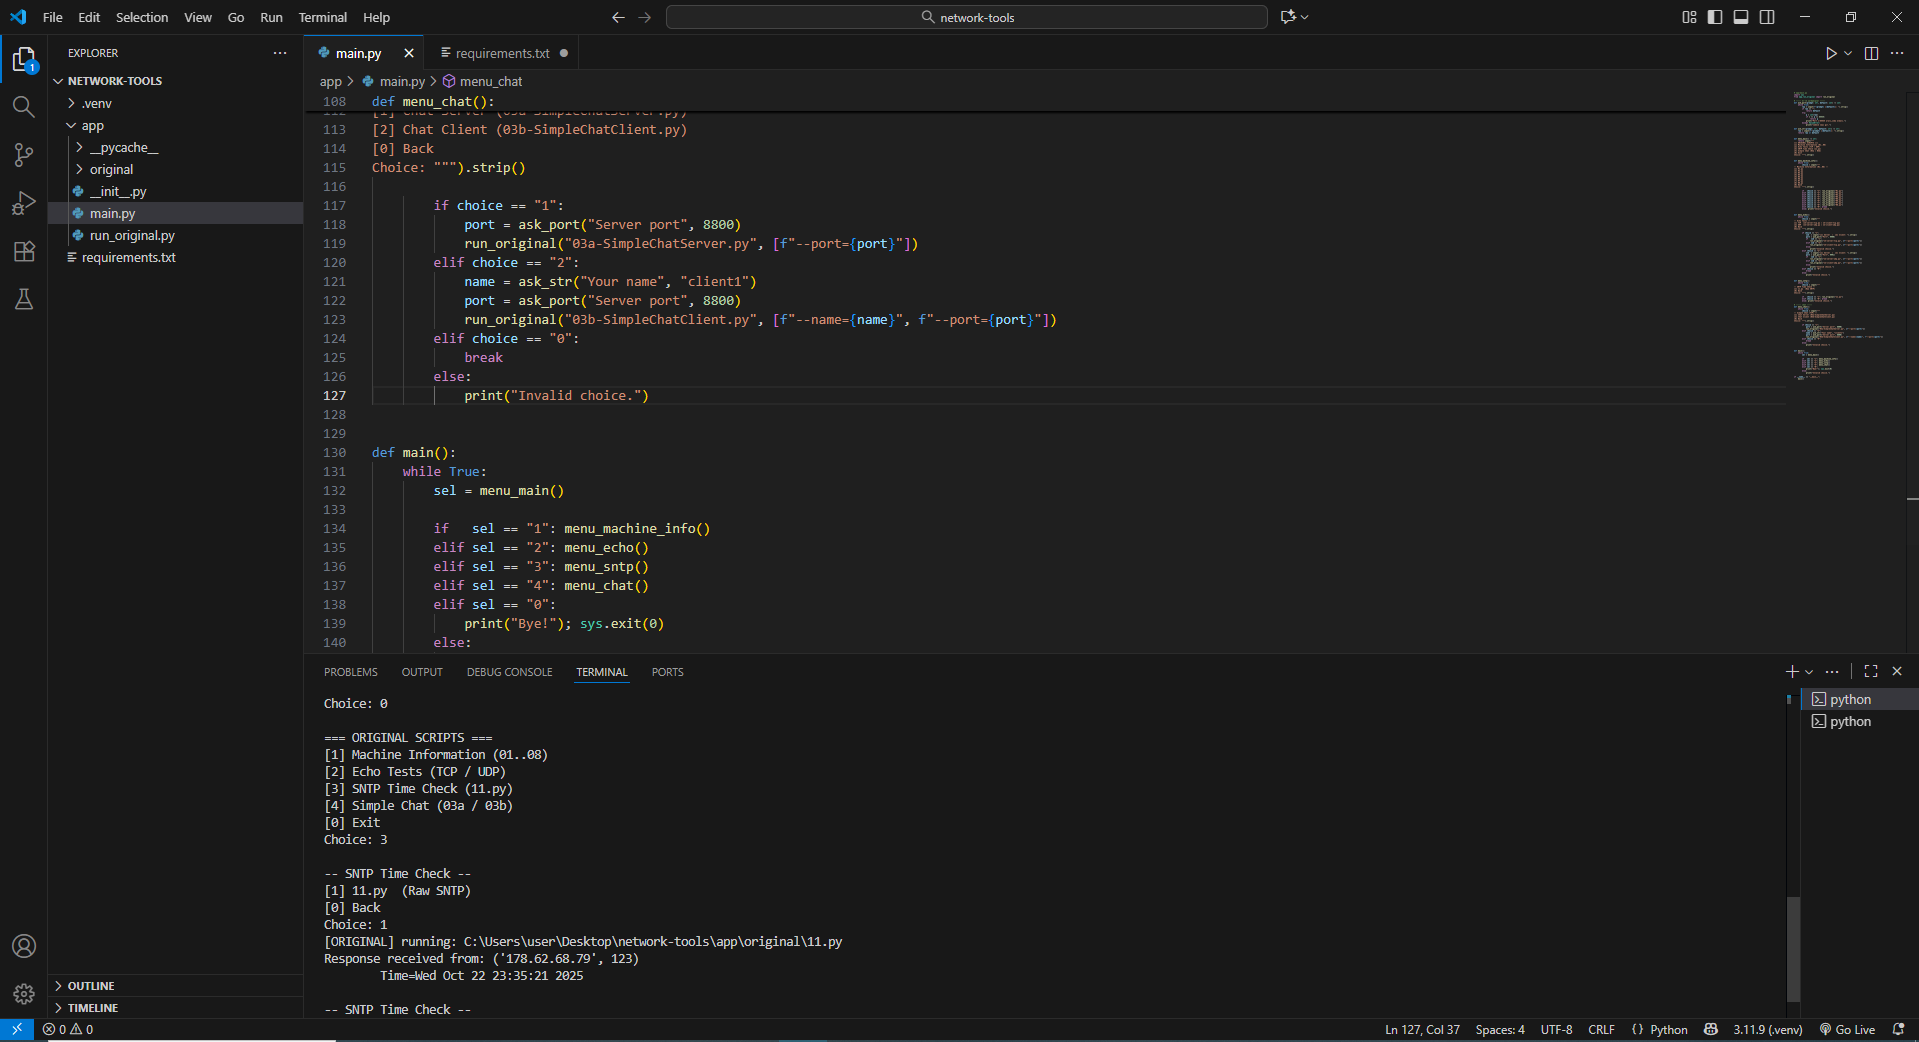 File Edit Selection View Go Run Terminal Help
network-tools
EXPLORER
NETWORK-TOOLS
.venv
app
__pycache__
original
__init__.py
main.py
run_original.py
requirements.txt
OUTLINE
TIMELINE
1
main.py
requirements.txt
app > main.py > menu_chat
108 def menu_chat():
112 [1] Chat Server (03a-SimpleChatServer.py)
113 [2] Chat Client (03b-SimpleChatClient.py)
114 [0] Back
115 Choice: """).strip()
116
117 if choice == "1":
118 port = ask_port("Server port", 8800)
119 run_original("03a-SimpleChatServer.py", [f"--port={port}"])
120 elif choice == "2":
121 name = ask_str("Your name", "client1")
122 port = ask_port("Server port", 8800)
123 run_original("03b-SimpleChatClient.py", [f"--name={name}", f"--port={port}"])
124 elif choice == "0":
125 break
126 else:
127 print("Invalid choice.")
128
129
130 def main():
131 while True:
132 sel = menu_main()
133
134 if   sel == "1": menu_machine_info()
135 elif sel == "2": menu_echo()
136 elif sel == "3": menu_sntp()
137 elif sel == "4": menu_chat()
138 elif sel == "0":
139 print("Bye!"); sys.exit(0)
140 else:
PROBLEMS OUTPUT DEBUG CONSOLE TERMINAL PORTS
Choice: 0
=== ORIGINAL SCRIPTS ===
[1] Machine Information (01..08)
[2] Echo Tests (TCP / UDP)
[3] SNTP Time Check (11.py)
[4] Simple Chat (03a / 03b)
[0] Exit
Choice: 3
-- SNTP Time Check --
[1] 11.py  (Raw SNTP)
[0] Back
Choice: 1
[ORIGINAL] running: C:\Users\user\Desktop\network-tools\app\original\11.py
Response received from: ('178.62.68.79', 123)
Time=Wed Oct 22 23:35:21 2025
-- SNTP Time Check --
python
python
0 0
Ln 127, Col 37 Spaces: 4 UTF-8 CRLF {} Python 3.11.9 (.venv) Go Live